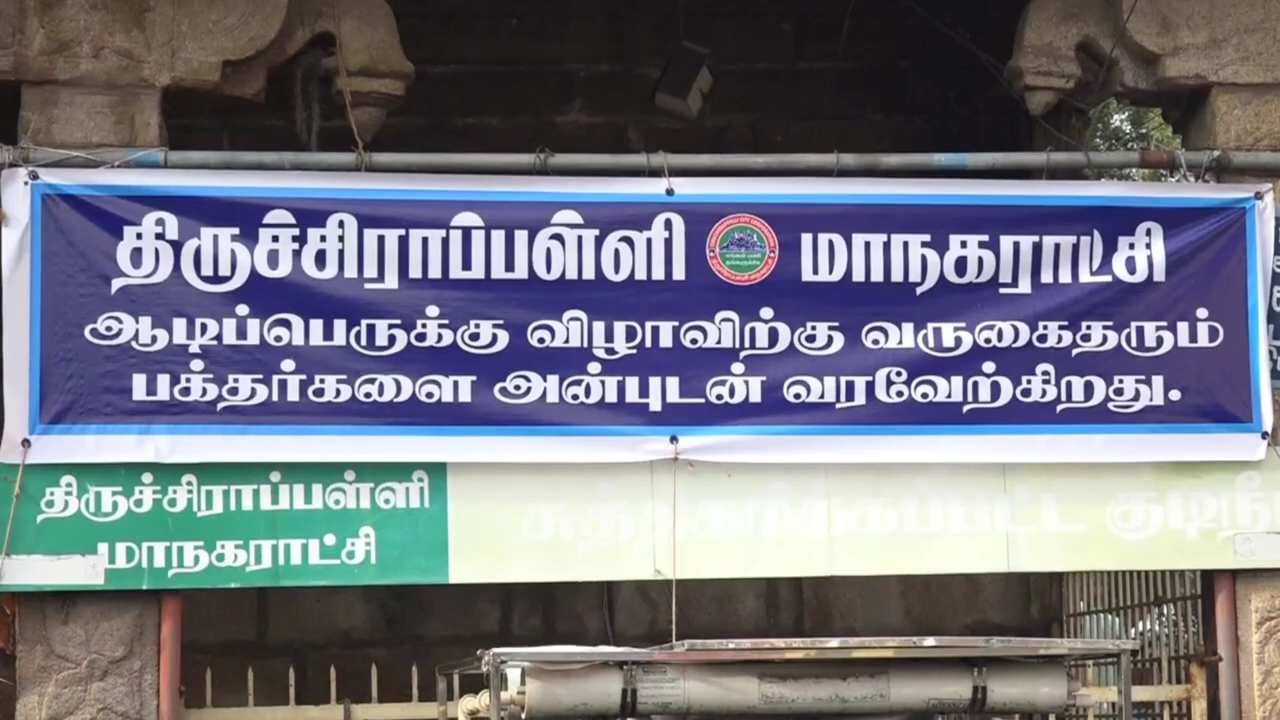 திருச்சிராப்பள்ளி மாநகராட்சி
ஆடிப்பெருக்கு விழாவிற்கு வருகைதரும்
பக்தர்களை அன்புடன் வரவேற்கிறது.
திருச்சிராப்பள்ளி
மாநகராட்சி